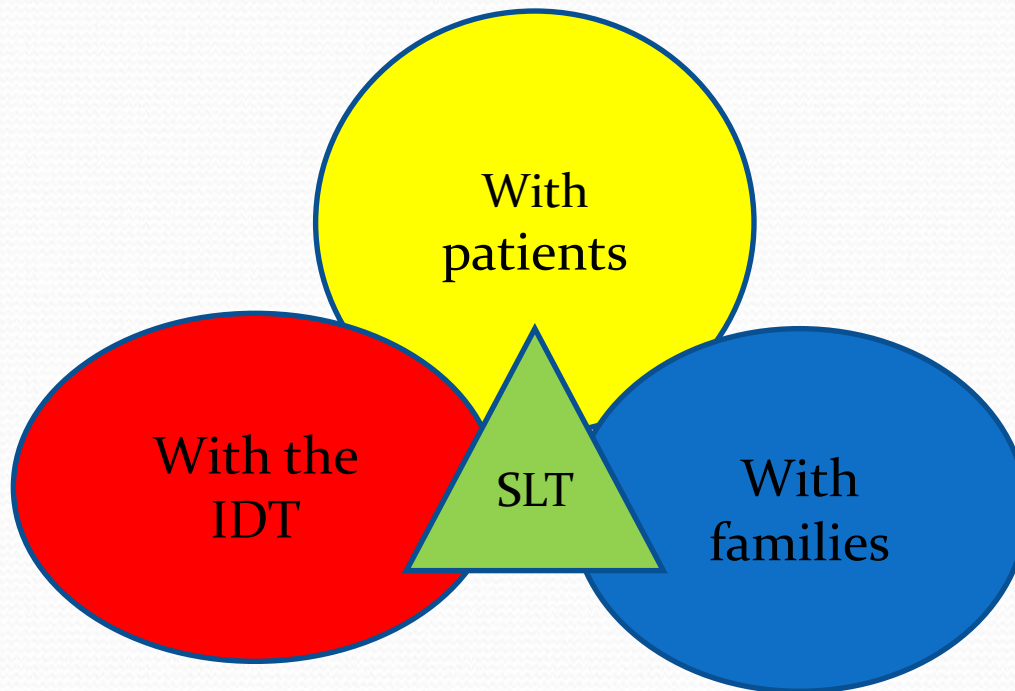 With
patients
With the
IDT
SLT
With
families